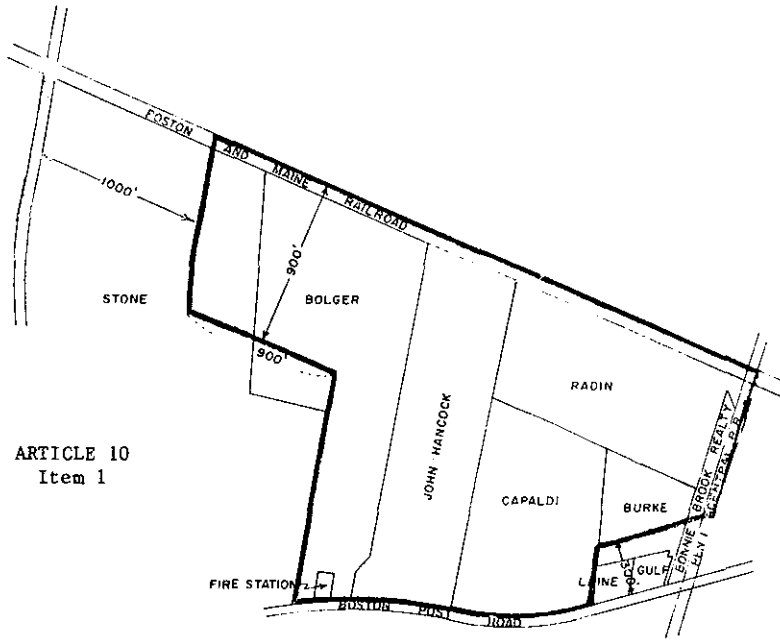 FOSTON
AND MAINE RAILROAD
1000'
900'
STONE
BOLGER
900'
RADIN
JOHN HANCOCK
ARTICLE 10
Item 1
CAPALDI
BURKE
BONNIE BROOK REALTY
CENTRAL R.R.
300'
GULF
FIRE STATION
BOSTON POST ROAD